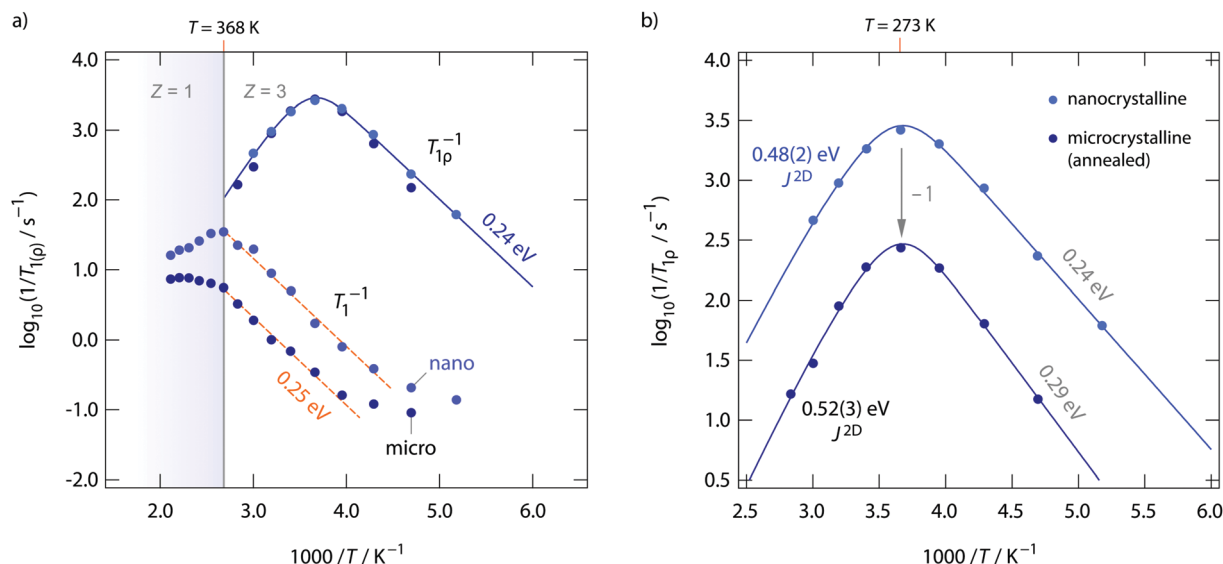 a)
T = 368 K
Z = 1
Z = 3
4.0
3.0
2.0
1.0
0.0
-1.0
-2.0
log₁₀(1/T₁₍ρ₎ / s⁻¹)
T₁ρ⁻¹
0.24 eV
T₁⁻¹
0.25 eV
nano
micro
2.0
3.0
4.0
5.0
6.0
1000 / T / K⁻¹
b)
T = 273 K
nanocrystalline
microcrystalline
(annealed)
4.0
3.5
3.0
2.5
2.0
1.5
1.0
0.5
log₁₀(1/T₁ρ / s⁻¹)
0.48(2) eV
J²ᴰ
−1
0.24 eV
0.29 eV
0.52(3) eV
J²ᴰ
2.5
3.0
3.5
4.0
4.5
5.0
5.5
6.0
1000 / T / K⁻¹